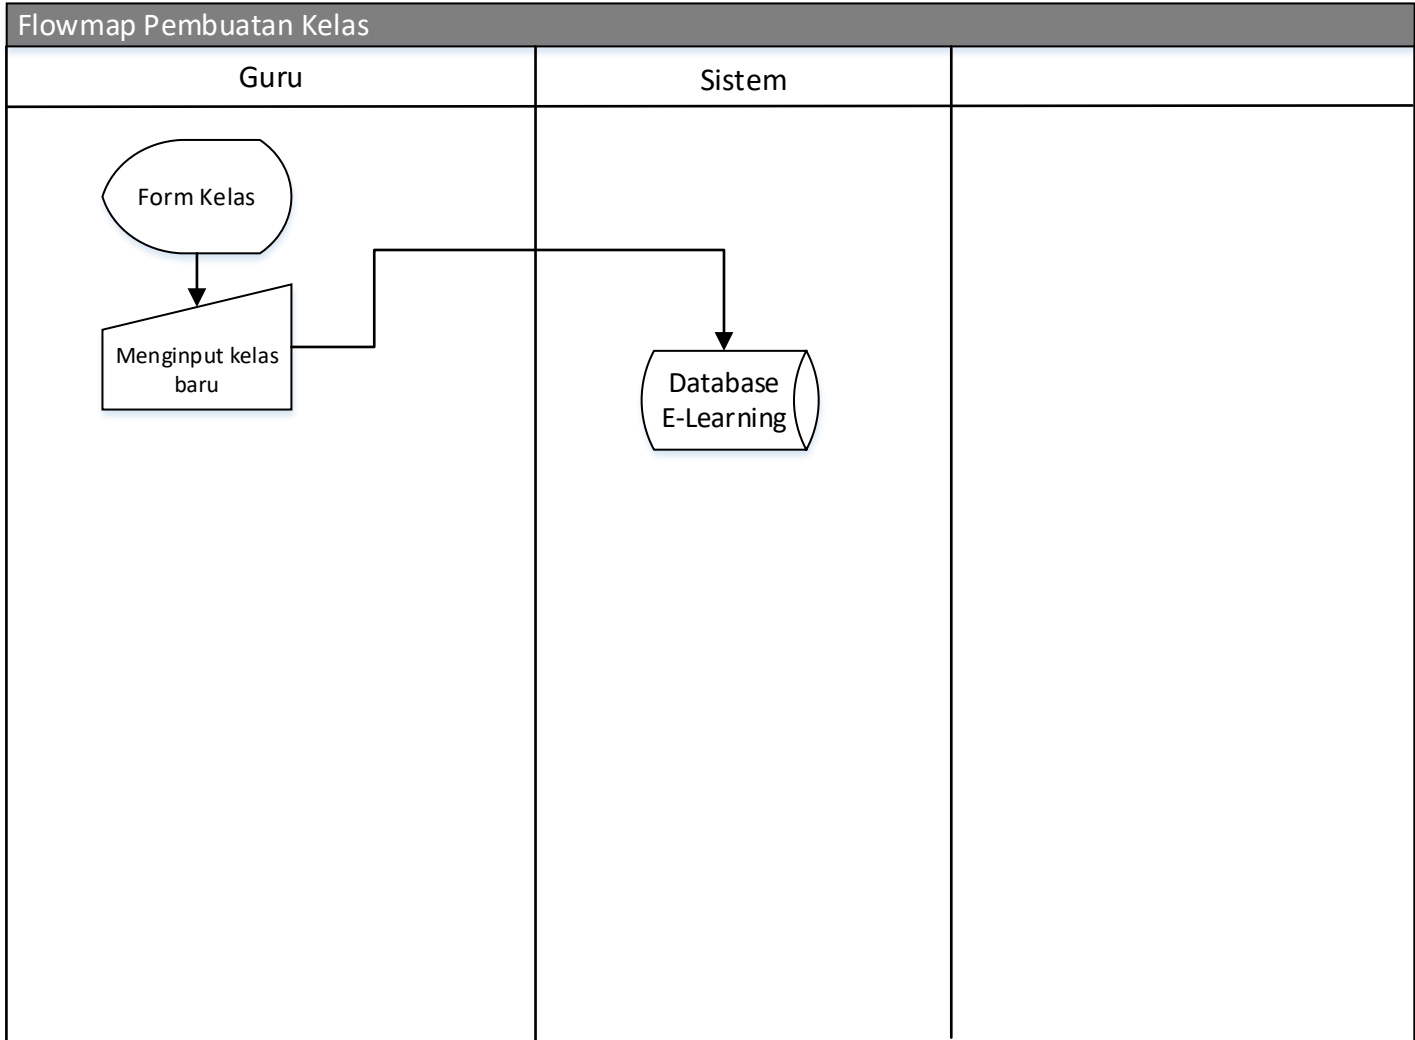 Flowmap Pembuatan Kelas
Guru
Sistem
Form Kelas
Menginput kelas
baru
Database
E-Learning